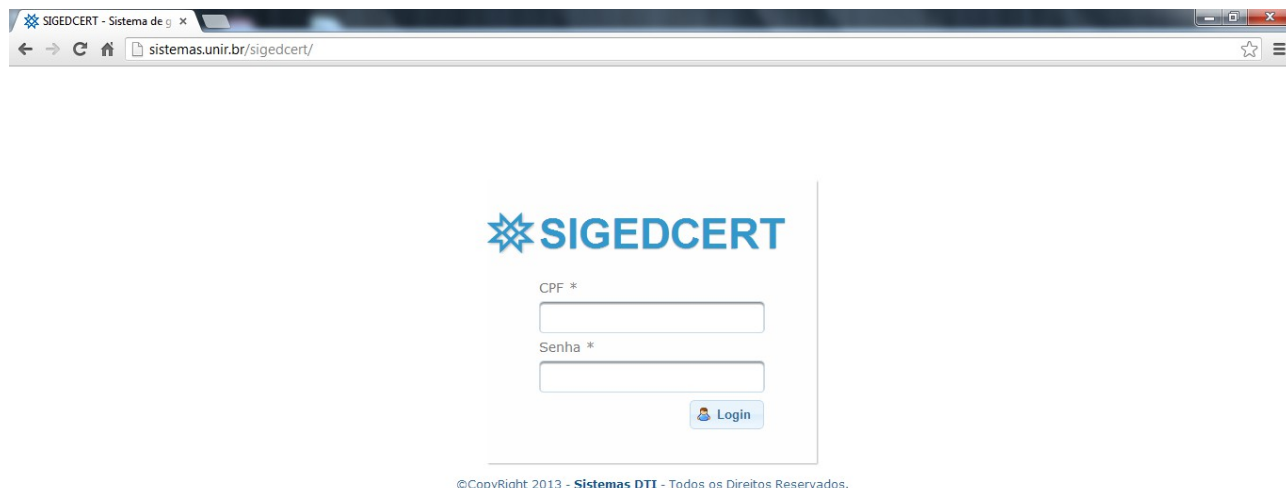 SIGEDCERT - Sistema de g
sistemas.unir.br/sigedcert/
SIGEDCERT
CPF *
Senha *
Login
©CopyRight 2013 - Sistemas DTI - Todos os Direitos Reservados.